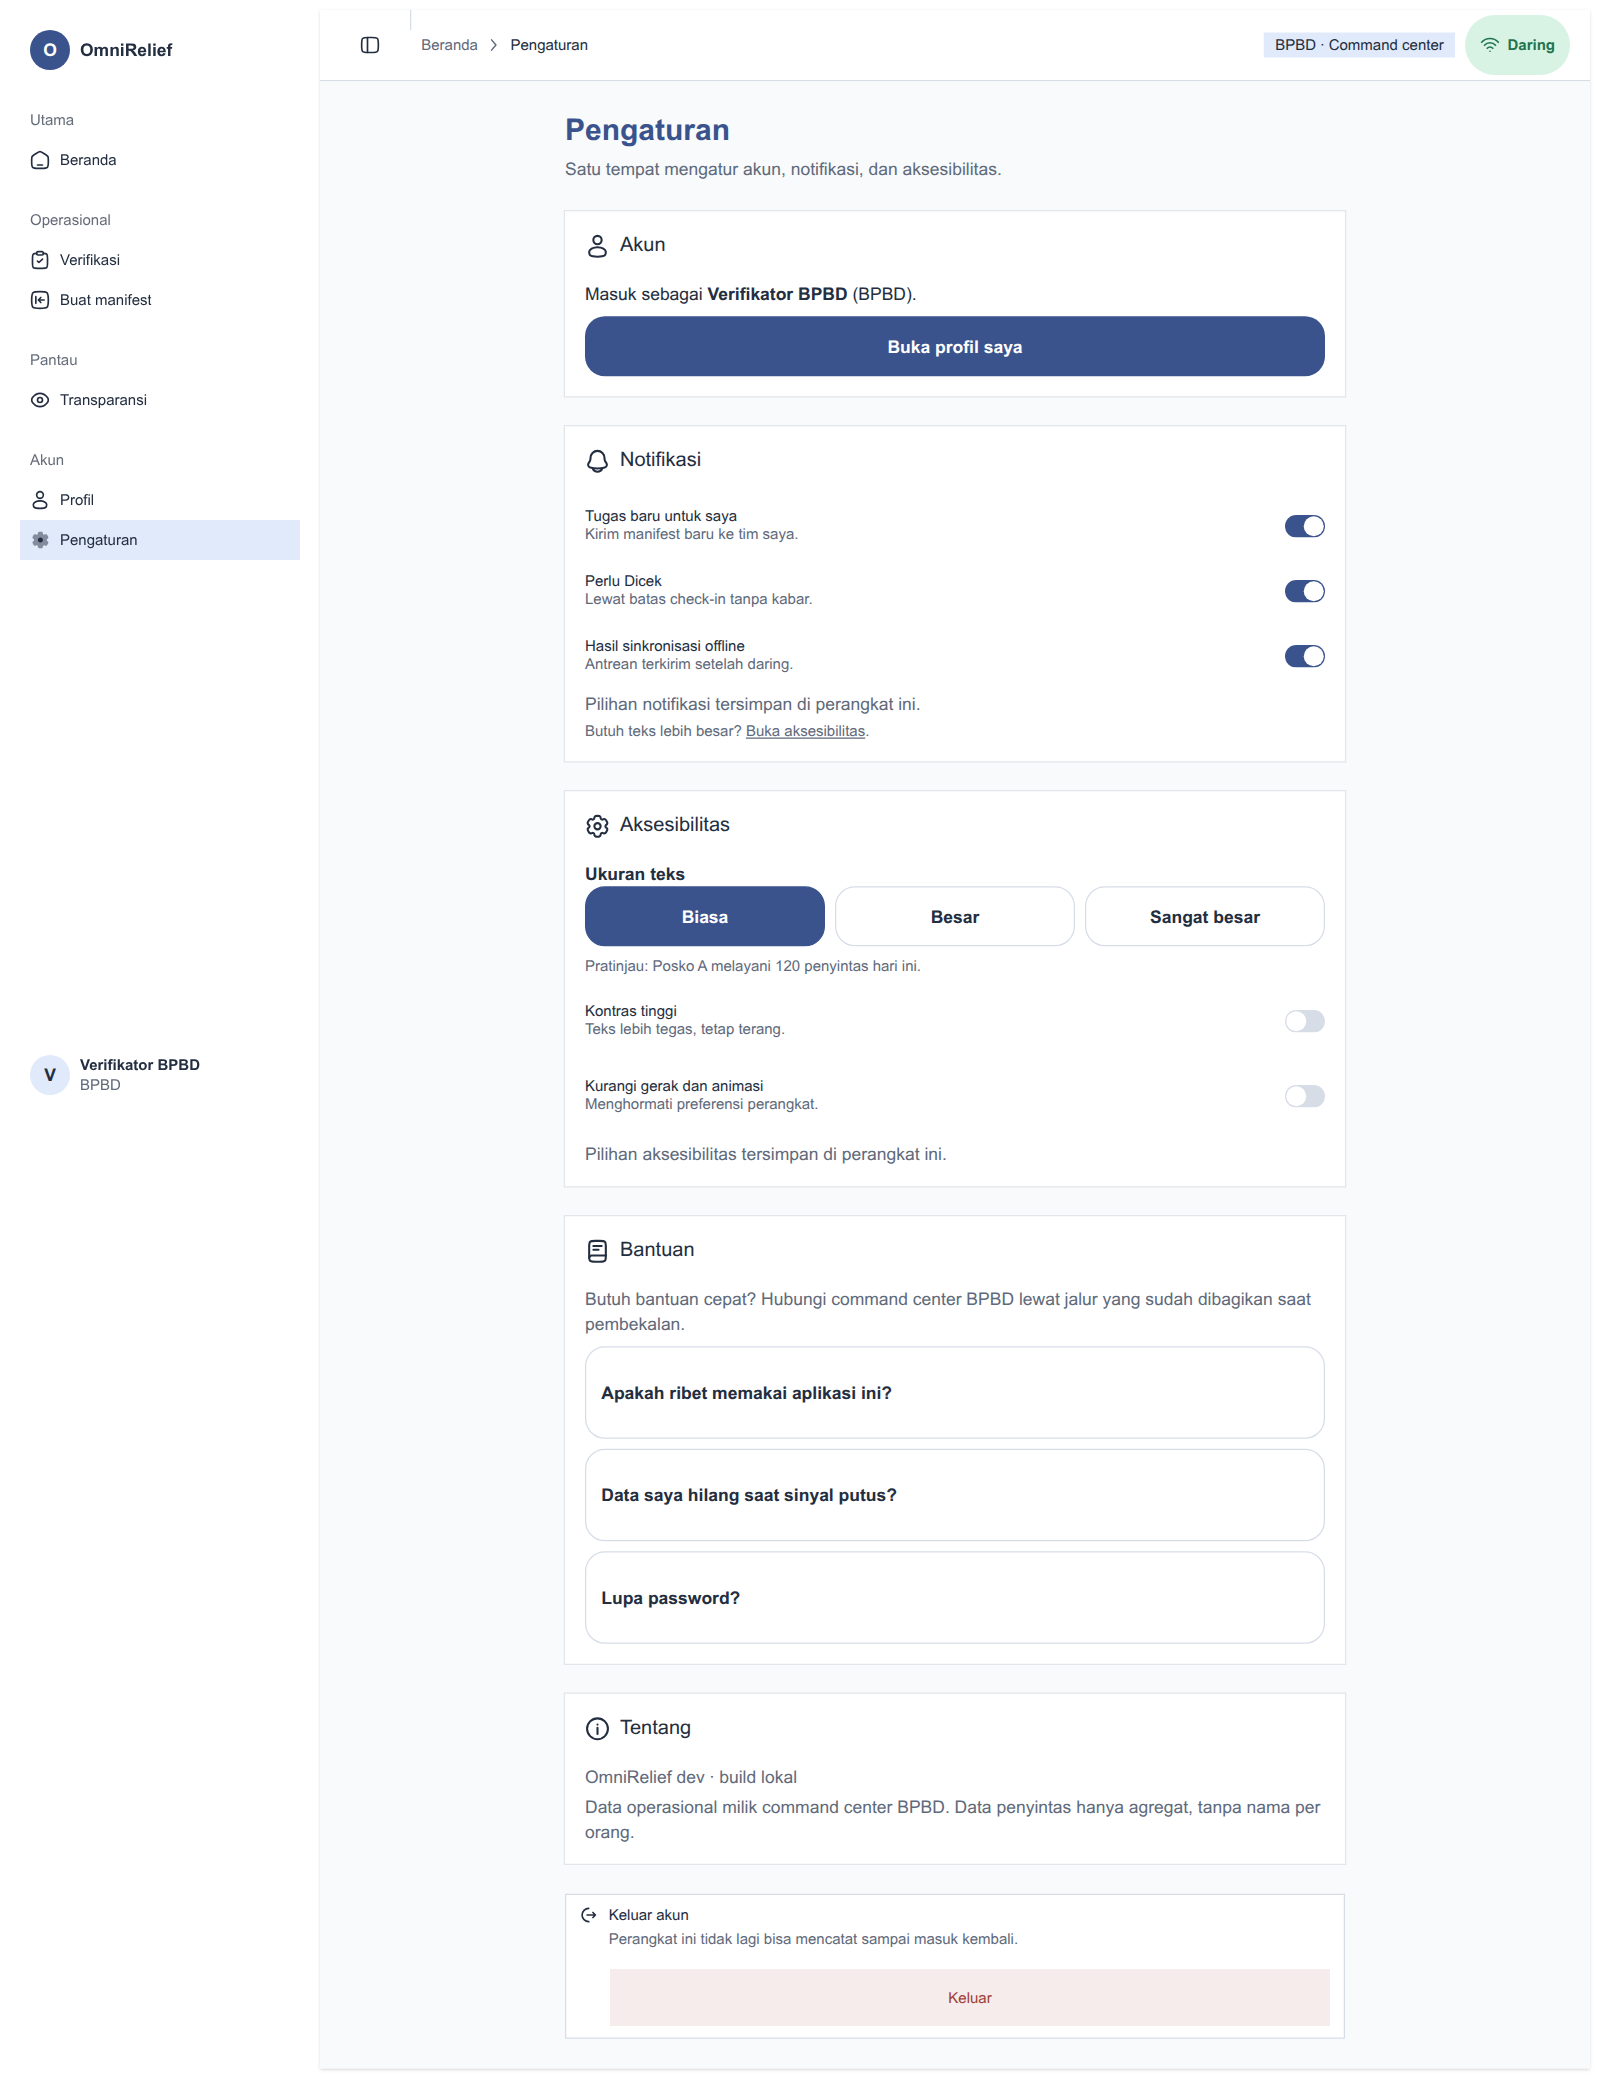 O OmniRelief
Utama
Beranda
Operasional
Verifikasi
Buat manifest
Pantau
Transparansi
Akun
Profil
Pengaturan
V
Verifikator BPBD
BPBD
Beranda > Pengaturan
BPBD · Command center
Daring
Pengaturan
Satu tempat mengatur akun, notifikasi, dan aksesibilitas.
Akun
Masuk sebagai Verifikator BPBD (BPBD).
Buka profil saya
Notifikasi
Tugas baru untuk saya
Kirim manifest baru ke tim saya.
Perlu Dicek
Lewat batas check-in tanpa kabar.
Hasil sinkronisasi offline
Antrean terkirim setelah daring.
Pilihan notifikasi tersimpan di perangkat ini.
Butuh teks lebih besar? Buka aksesibilitas.
Aksesibilitas
Ukuran teks
Biasa
Besar
Sangat besar
Pratinjau: Posko A melayani 120 penyintas hari ini.
Kontras tinggi
Teks lebih tegas, tetap terang.
Kurangi gerak dan animasi
Menghormati preferensi perangkat.
Pilihan aksesibilitas tersimpan di perangkat ini.
Bantuan
Butuh bantuan cepat? Hubungi command center BPBD lewat jalur yang sudah dibagikan saat
pembekalan.
Apakah ribet memakai aplikasi ini?
Data saya hilang saat sinyal putus?
Lupa password?
Tentang
OmniRelief dev · build lokal
Data operasional milik command center BPBD. Data penyintas hanya agregat, tanpa nama per
orang.
Keluar akun
Perangkat ini tidak lagi bisa mencatat sampai masuk kembali.
Keluar